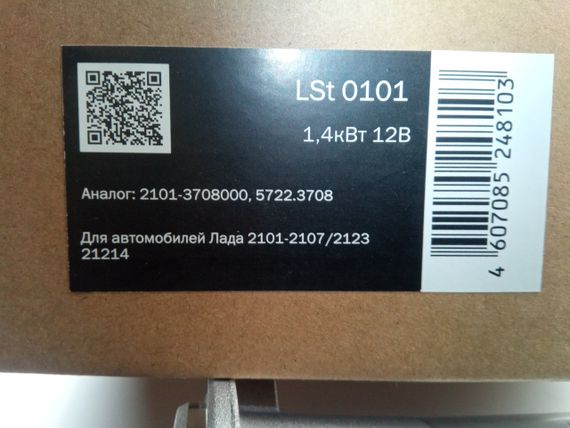 LSt 0101
1,4кВт 12В
Аналог: 2101-3708000, 5722.3708
Для автомобилей Лада 2101-2107/2123
21214
4 607085 248103